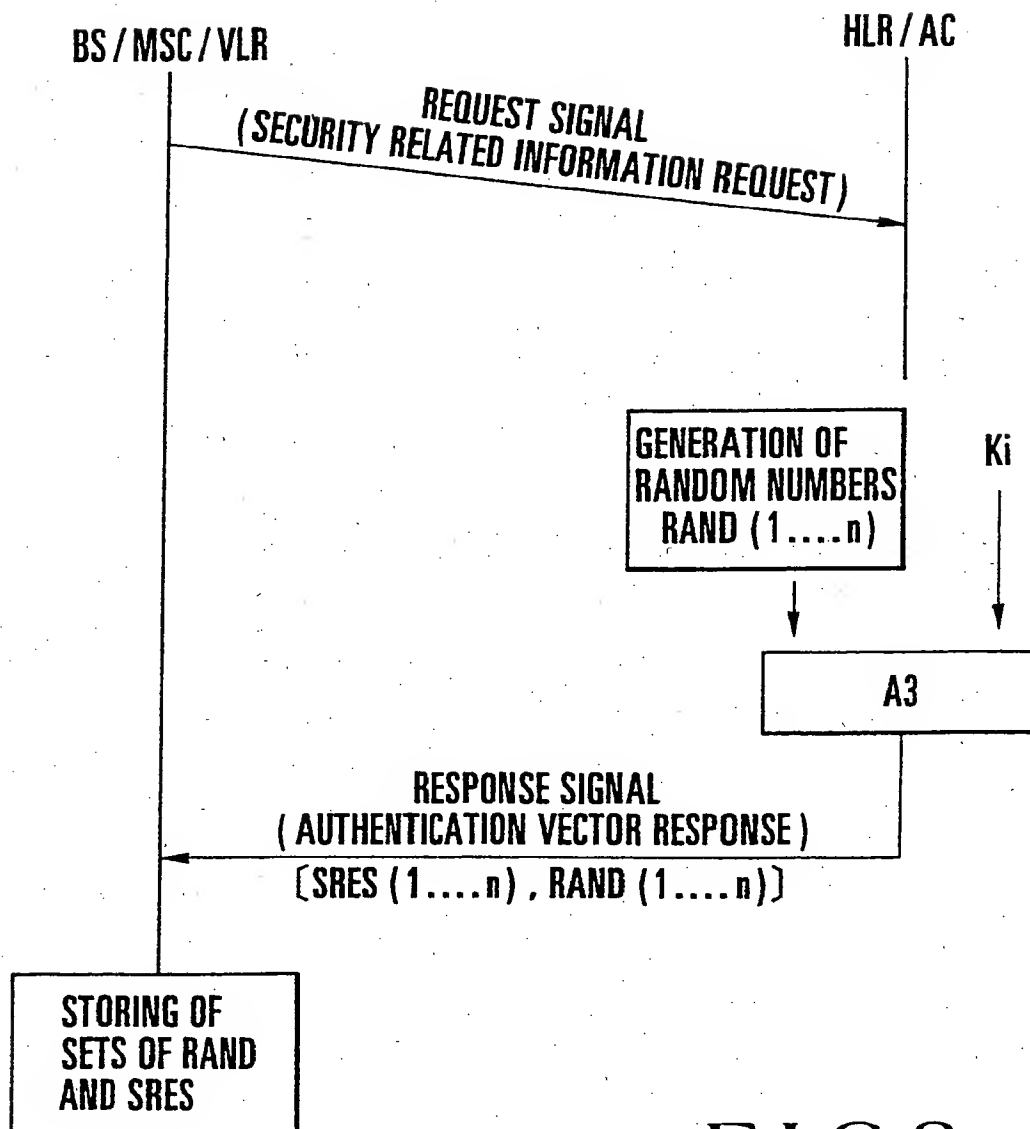 BS / MSC / VLR
HLR / AC
REQUEST SIGNAL
(SECURITY RELATED INFORMATION REQUEST)
GENERATION OF
RANDOM NUMBERS
RAND (1....n)
Ki
A3
RESPONSE SIGNAL
(AUTHENTICATION VECTOR RESPONSE)
〔SRES (1....n) , RAND (1....n)〕
STORING OF
SETS OF RAND
AND SRES